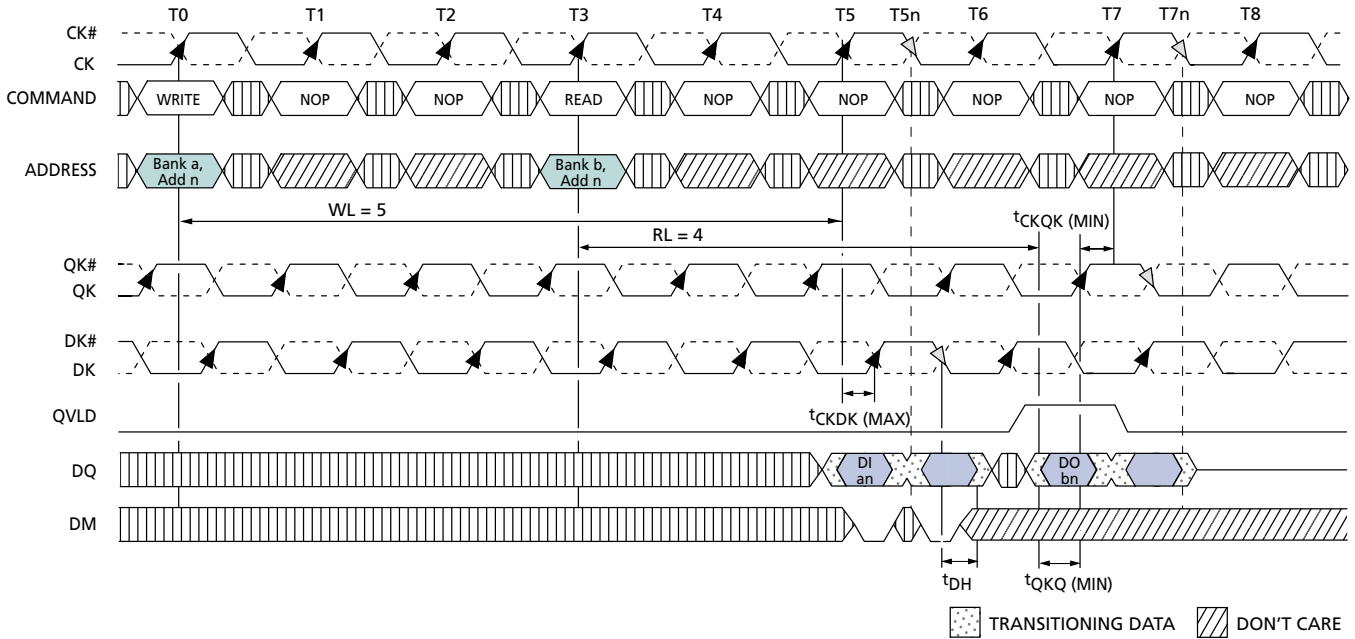 T0 T1 T2 T3 T4 T5 T5n T6 T7 T7n T8
CK#
CK
COMMAND WRITE NOP NOP READ NOP NOP NOP NOP NOP
ADDRESS Bank a, Add n Bank b, Add n
WL = 5
RL = 4
tCKQK (MIN)
QK#
QK
DK#
DK
tCKDK (MAX)
QVLD
DQ DI an DO bn
DM
tDH tQKQ (MIN)
TRANSITIONING DATA DON'T CARE